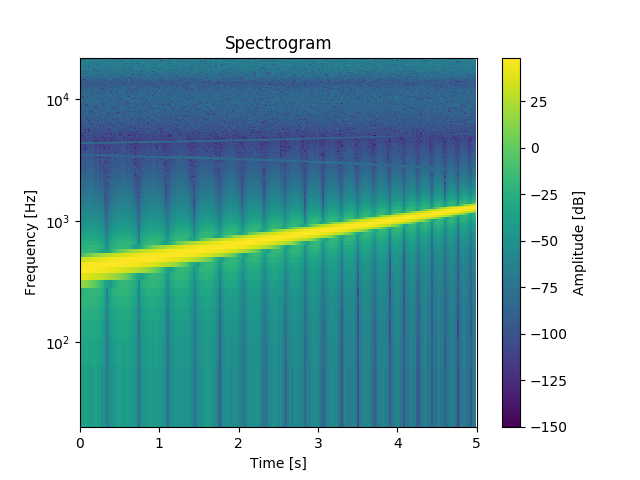 Spectrogram
Frequency [Hz]
10⁴
10³
10²
0 1 2 3 4 5
Time [s]
25
0
−25
−50
−75
−100
−125
−150
Amplitude [dB]